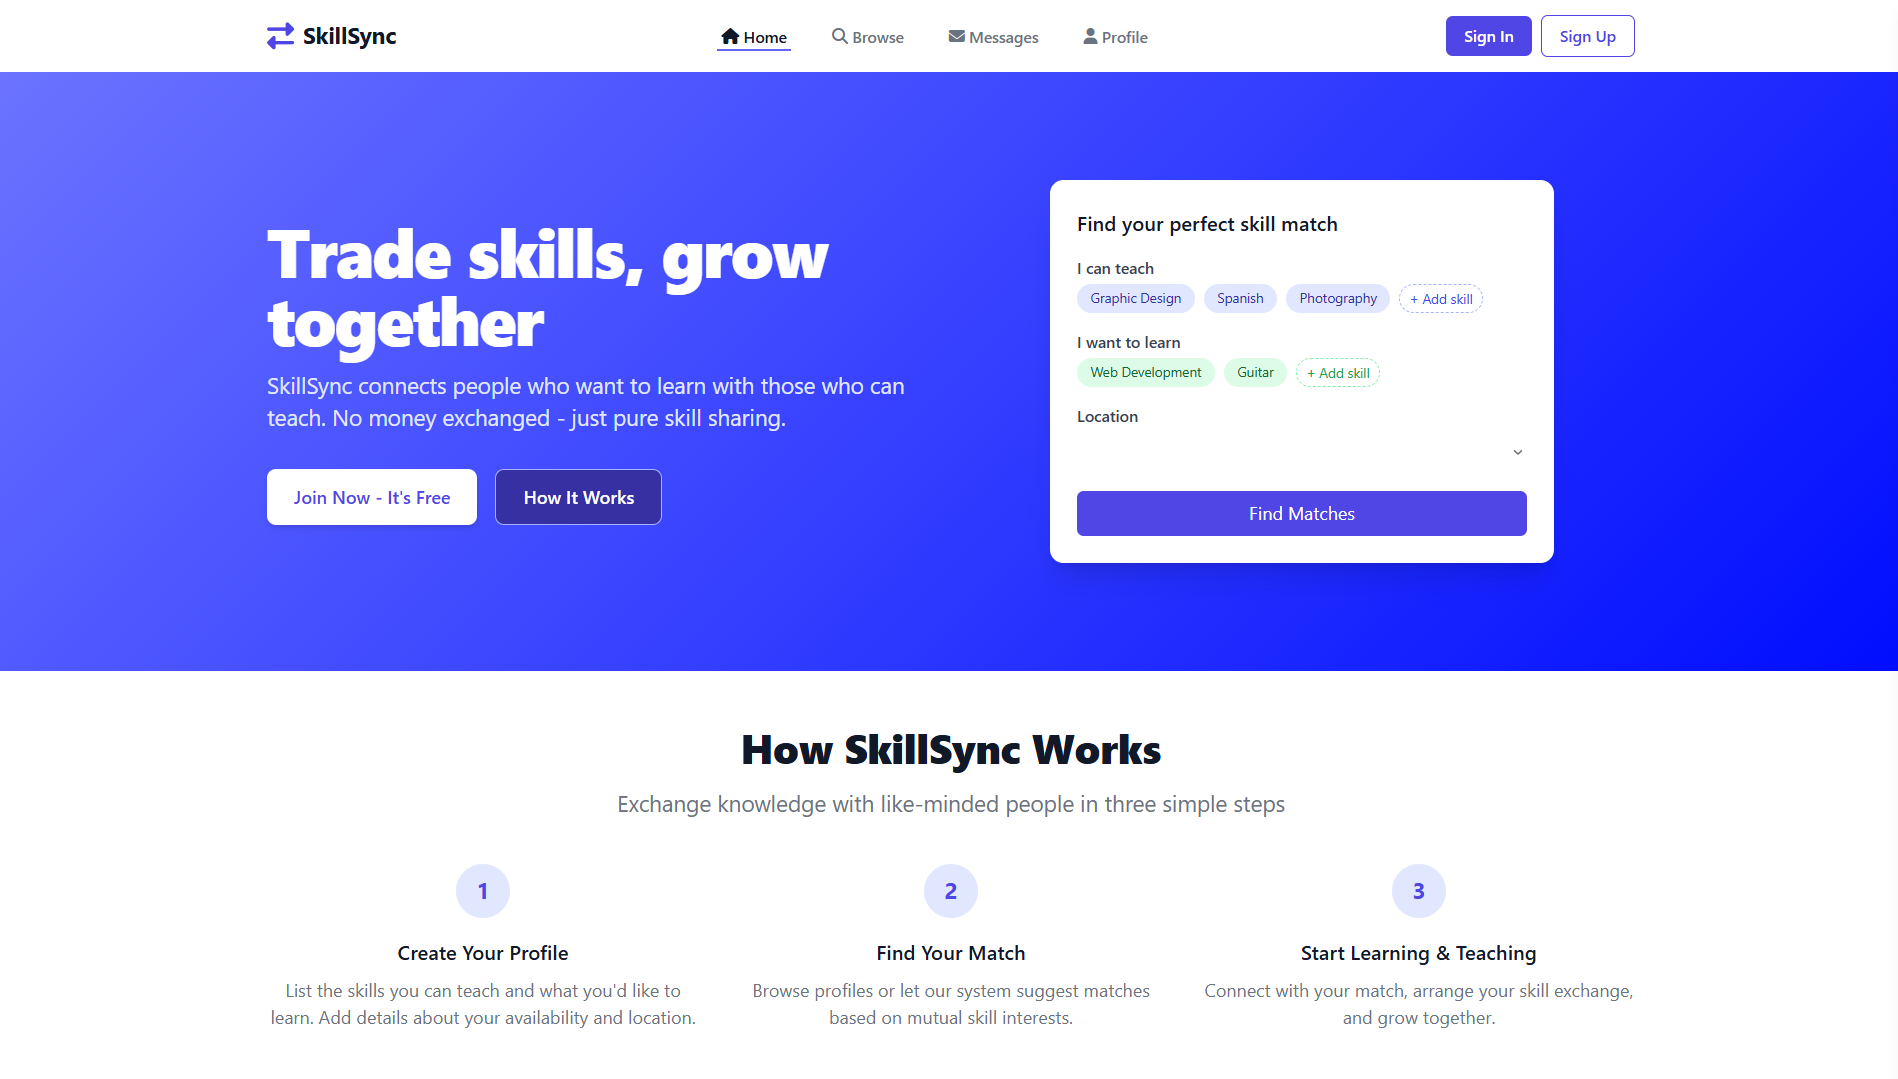 SkillSync
Home
Browse
Messages
Profile
Sign In
Sign Up
Trade skills, grow
together
SkillSync connects people who want to learn with those who can
teach. No money exchanged - just pure skill sharing.
Join Now - It's Free
How It Works
Find your perfect skill match
I can teach
Graphic Design
Spanish
Photography
+ Add skill
I want to learn
Web Development
Guitar
+ Add skill
Location
Find Matches
How SkillSync Works
Exchange knowledge with like-minded people in three simple steps
1
Create Your Profile
List the skills you can teach and what you'd like to
learn. Add details about your availability and location.
2
Find Your Match
Browse profiles or let our system suggest matches
based on mutual skill interests.
3
Start Learning & Teaching
Connect with your match, arrange your skill exchange,
and grow together.